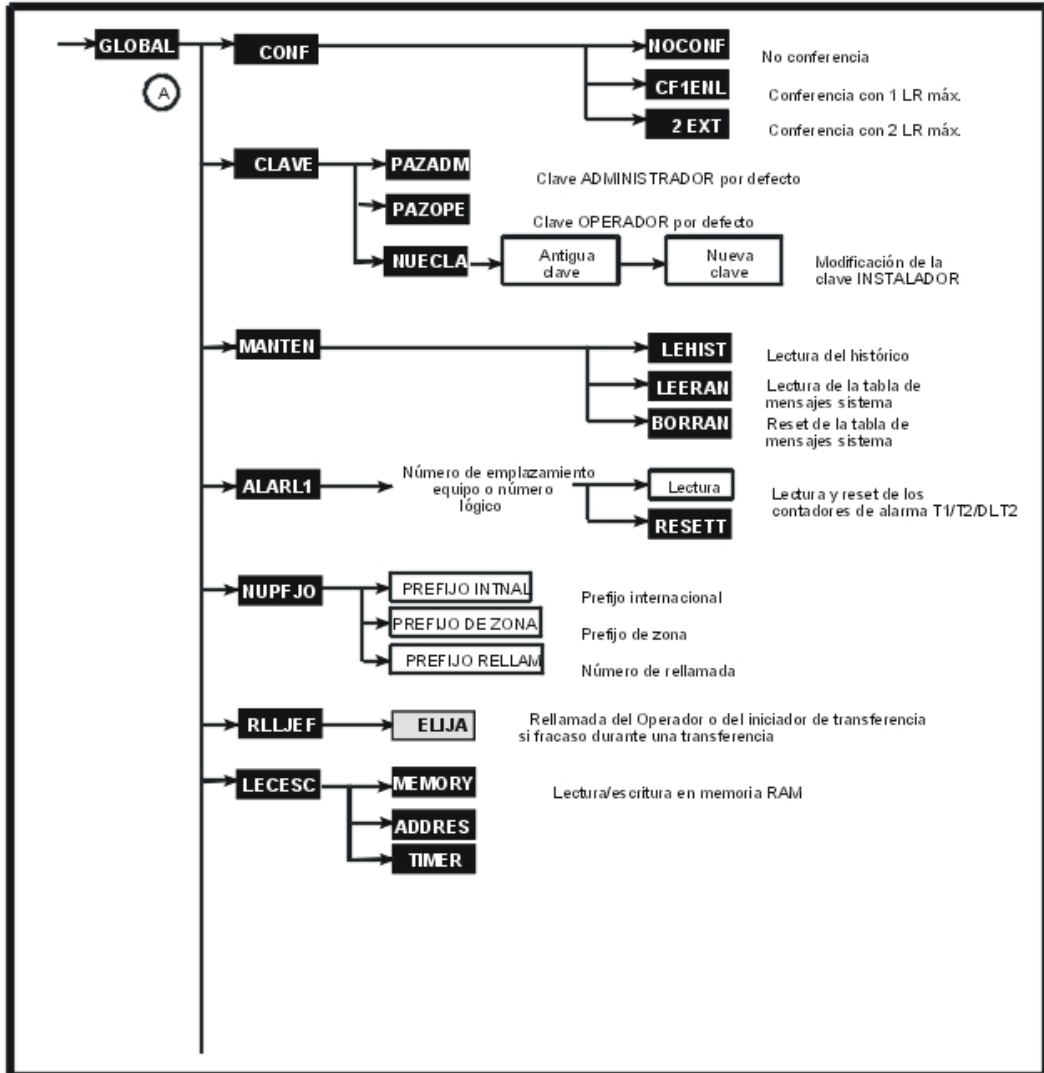 GLOBAL
A
CONF
NOCONF
No conferencia
CF1ENL
Conferencia con 1 LR máx.
2 EXT
Conferencia con 2 LR máx.
CLAVE
PAZADM
Clave ADMINISTRADOR por defecto
PAZOPE
Clave OPERADOR por defecto
NUECLA
Antigua
clave
Nueva
clave
Modificación de la
clave INSTALADOR
MANTEN
LEHIST
Lectura del histórico
LEERAN
Lectura de la tabla de
mensajes sistema
BORRAN
Reset de la tabla de
mensajes sistema
ALARL1
Número de emplazamiento
equipo o número
lógico
Lectura
RESETT
Lectura y reset de los
contadores de alarma T1/T2/DLT2
NUPFJO
PREFIJO INTNAL
Prefijo internacional
PREFIJO DE ZONA
Prefijo de zona
PREFIJO RELLAM
Número de rellamada
RLLJEF
ELIJA
Rellamada del Operador o del iniciador de transferencia
si fracaso durante una transferencia
LECESC
MEMORY
Lectura/escritura en memoria RAM
ADDRES
TIMER